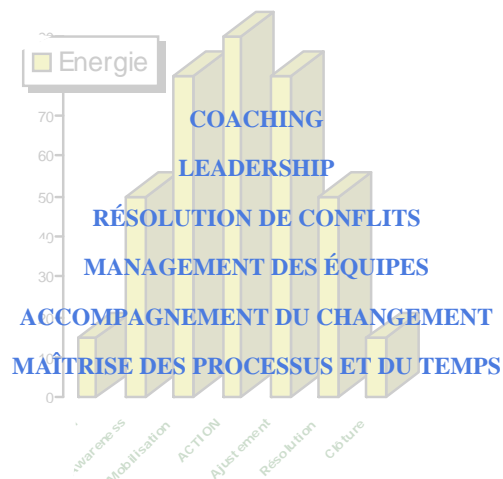 Energie
70
COACHING
60
LEADERSHIP
50
RÉSOLUTION DE CONFLITS
40
MANAGEMENT DES ÉQUIPES
30
ACCOMPAGNEMENT DU CHANGEMENT
20
MAÎTRISE DES PROCESSUS ET DU TEMPS
10
0
Mobilisation
ACTION
Ajustement
Résolution
Clôture